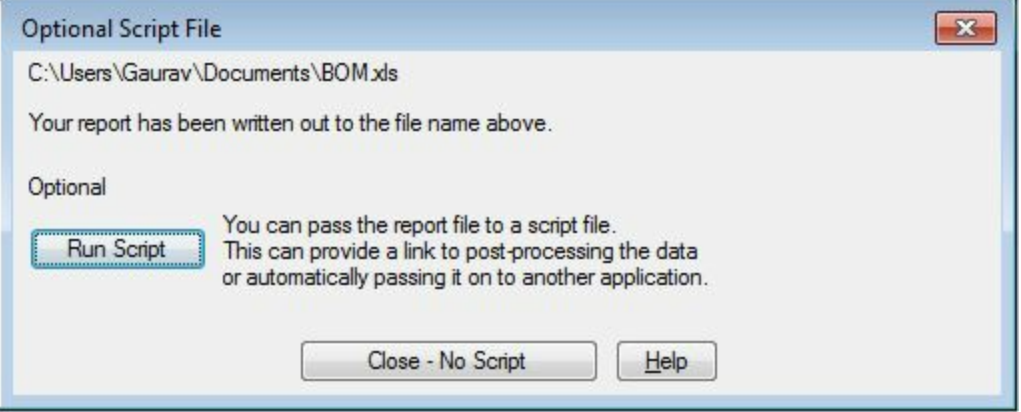 Optional Script File
C:\Users\Gaurav\Documents\BOM.xls
Your report has been written out to the file name above.
Optional
Run Script
You can pass the report file to a script file.
This can provide a link to post-processing the data
or automatically passing it on to another application.
Close - No Script
Help